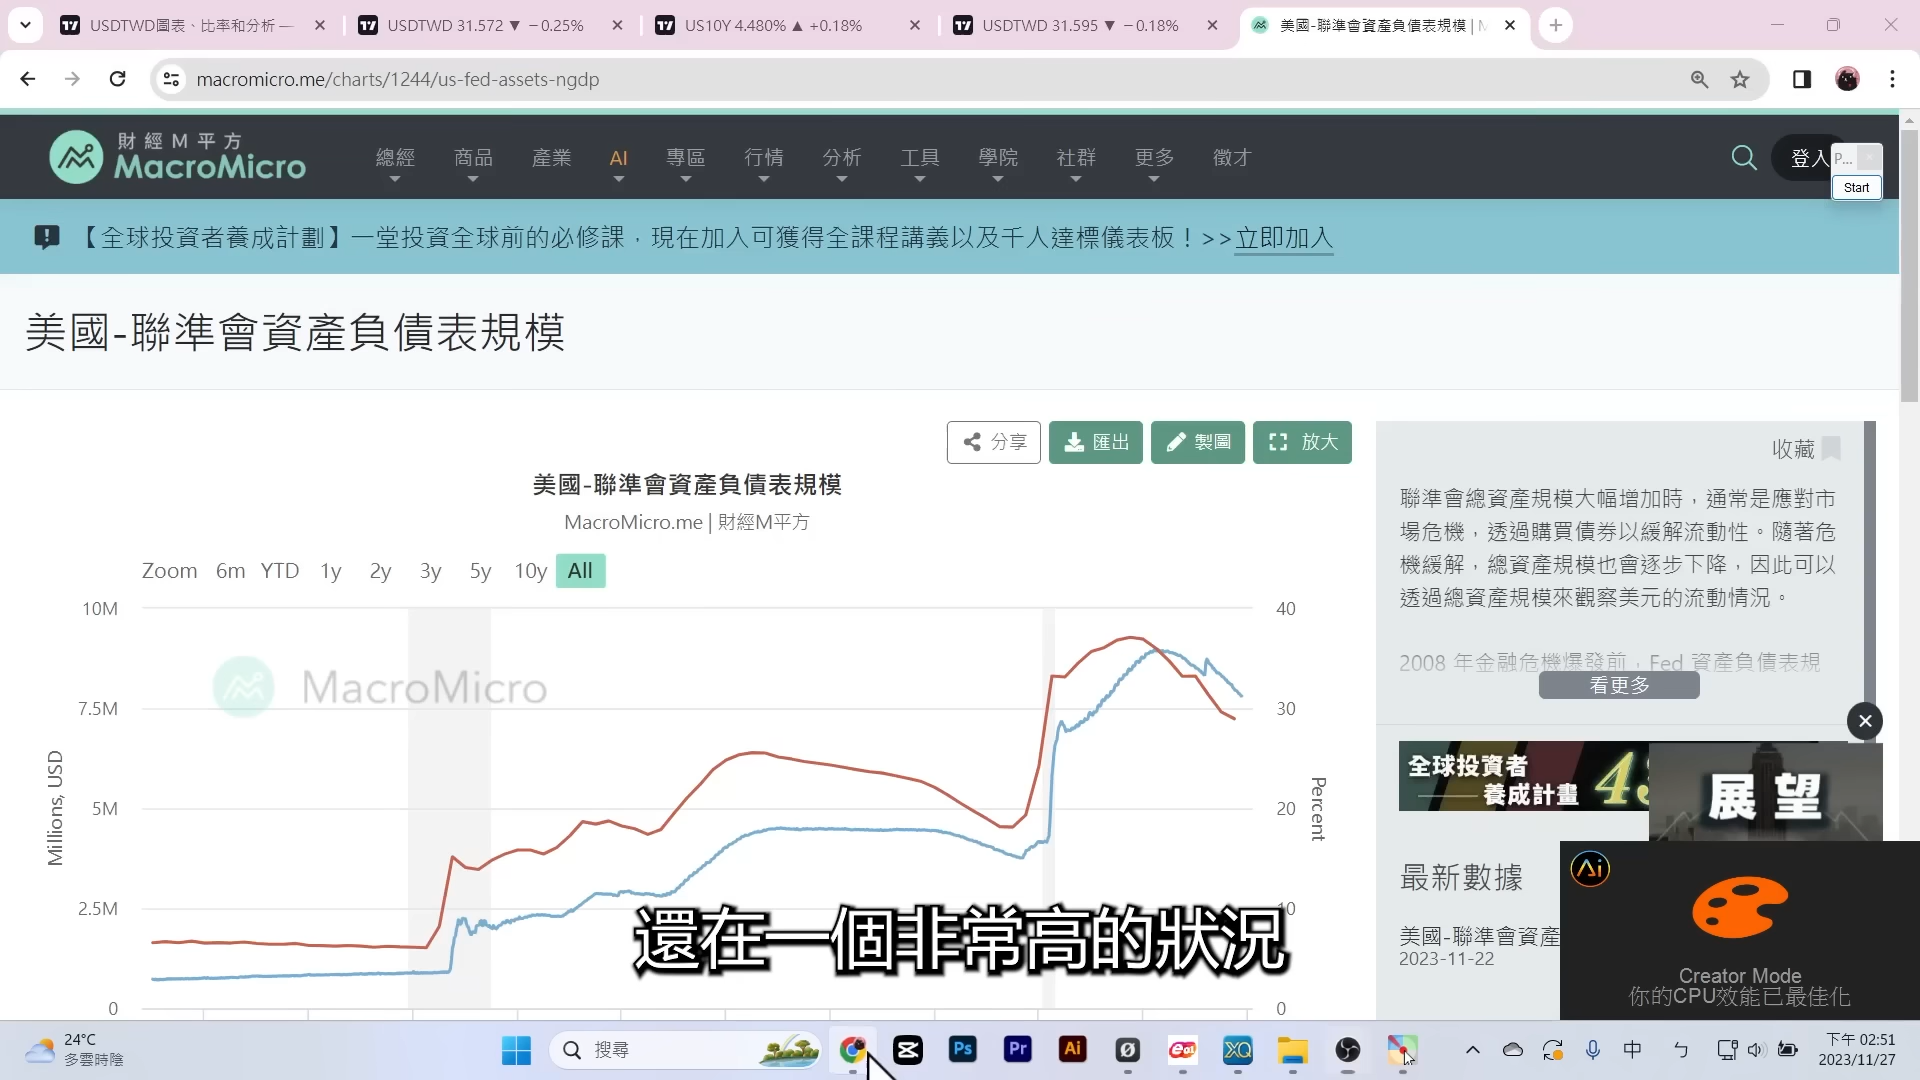 USDTWD圖表、比率和分析 —
USDTWD 31.572 ▼ −0.25%
US10Y 4.480% ▲ +0.18%
USDTWD 31.595 ▼ −0.18%
美國-聯準會資產負債表規模 | M
macromicro.me/charts/1244/us-fed-assets-ngdp
財經M平方
MacroMicro
總經 商品 產業 AI 專區 行情 分析 工具 學院 社群 更多 徵才
登入
P...
Start
【全球投資者養成計劃】一堂投資全球前的必修課，現在加入可獲得全課程講義以及千人達標儀表板！>>立即加入
美國-聯準會資產負債表規模
分享 匯出 製圖 放大
收藏
美國-聯準會資產負債表規模
MacroMicro.me | 財經M平方
Zoom 6m YTD 1y 2y 3y 5y 10y All
聯準會總資產規模大幅增加時，通常是應對市
場危機，透過購買債券以緩解流動性。隨著危
機緩解，總資產規模也會逐步下降，因此可以
透過總資產規模來觀察美元的流動情況。
2008 年金融危機爆發前，Fed 資產負債表規
看更多
10M
7.5M
5M
2.5M
0
Millions, USD
MacroMicro
40
30
20
10
0
Percent
全球投資者
養成計畫
展望
最新數據
美國-聯準會資產
2023-11-22
Creator Mode
你的CPU效能已最佳化
還在一個非常高的狀況
24°C
多雲時陰
搜尋
Ps
Pr
Ai
XQ
中
ㄅ
下午 02:51
2023/11/27